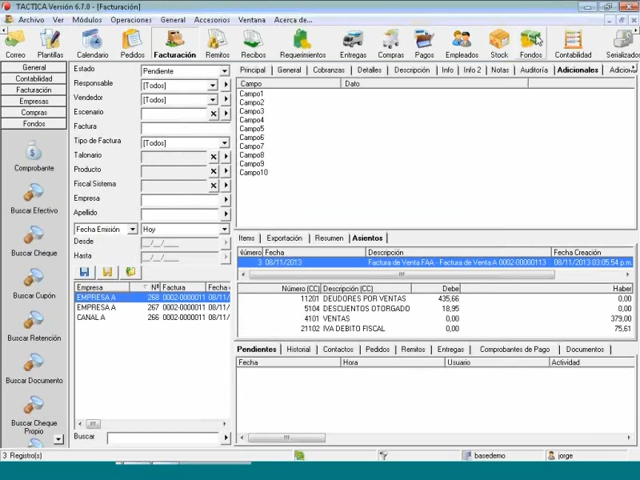 TACTICA Versión 6.7.0 - [Facturación]
Archivo Ver Módulos Operaciones General Accesorios Ventana Acerca de...
Correo Plantillas Calendario Pedidos Facturación Remitos Recibos Requerimientos Entregas Compras Pagos Empleados Stock Fondos Contabilidad Serializado
General
Contabilidad
Facturación
Empresas
Compras
Fondos
Comprobante
Buscar Efectivo
Buscar Cheque
Buscar Cupón
Buscar Retención
Buscar Documento
Buscar Cheque Propio
Estado Pendiente
Responsable [Todos]
Vendedor [Todos]
Escenario
Factura
Tipo de Factura [Todos]
Talonario
Producto
Fiscal Sistema
Empresa
Apellido
Fecha Emisión Hoy
Desde __/__/____
Hasta __/__/____
Empresa Nº Factura Fecha
EMPRESA A 268 0002-0000011 08/11/
EMPRESA A 267 0002-0000011 08/11/
CANAL A 266 0002-0000011 08/11/
Buscar
Principal General Cobranzas Detalles Descripción Info Info 2 Notas Auditoría Adicionales Adicion
Campo Dato
Campo1
Campo2
Campo3
Campo4
Campo5
Campo6
Campo7
Campo8
Campo9
Campo10
Items Exportación Resumen Asientos
Número Fecha Descripción Fecha Creación
3 08/11/2013 Factura de Venta FAA - Factura de Venta A 0002-00000113 08/11/2013 03:05:54 p.m.
Número (CC) Descripción (CC) Debe Haber
11201 DEUDORES POR VENTAS 435,66 0,00
5104 DESCUENTOS OTORGADO 18,95 0,00
4101 VENTAS 0,00 379,00
21102 IVA DEBITO FISCAL 0,00 75,61
Pendientes Historial Contactos Pedidos Remitos Entregas Comprobantes de Pago Documentos
Fecha Hora Usuario Actividad
3 Registro(s) basedemo jorge